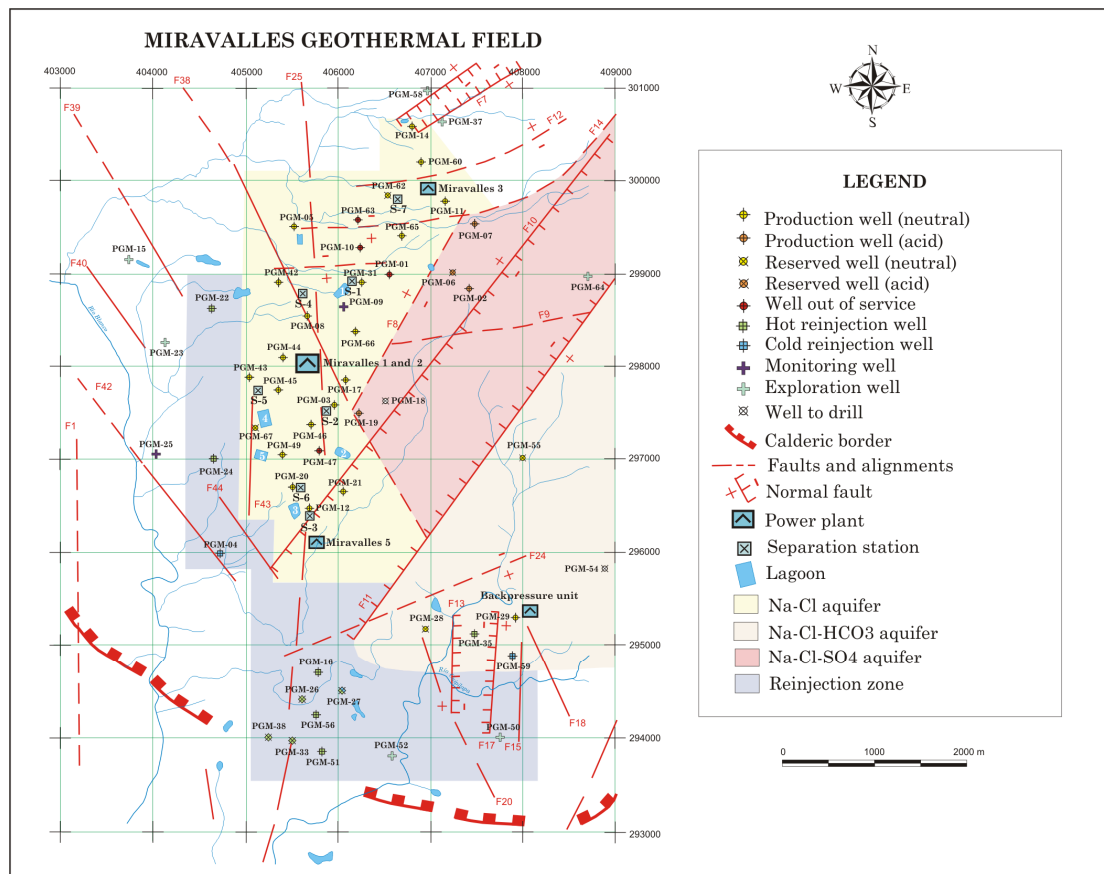 MIRAVALLES GEOTHERMAL FIELD
403000
404000
405000
406000
407000
408000
409000
N
W
E
S
F38
F25
F39
PGM-58
F7
301000
PGM-37
F12
F14
PGM-14
PGM-60
300000
PGM-62
Miravalles 3
S-7
PGM-63
PGM-11
PGM-05
PGM-65
F10
PGM-07
PGM-15
PGM-10
F40
PGM-01
PGM-42
PGM-31
299000
PGM-06
S-1
PGM-64
PGM-22
S-4
PGM-09
PGM-02
Rio Blanco
PGM-08
F8
F9
PGM-66
PGM-23
PGM-44
298000
Miravalles 1 and 2
PGM-43
F42
PGM-45
PGM-17
S-5
PGM-03
PGM-18
S-2
4
PGM-19
F1
PGM-67
PGM-46
PGM-25
PGM-49
PGM-55
5
2
PGM-47
297000
PGM-24
PGM-20
PGM-21
F44
S-6
F43
PGM-12
3
S-3
PGM-04
Miravalles 5
296000
F24
PGM-54
Backpressure unit
F11
F13
PGM-28
PGM-29
PGM-35
295000
PGM-16
PGM-59
PGM-26
PGM-27
PGM-56
F18
PGM-38
PGM-50
PGM-33
PGM-52
F17
F15
294000
PGM-51
F20
293000
LEGEND
Production well (neutral)
Production well (acid)
Reserved well (neutral)
Reserved well (acid)
Well out of service
Hot reinjection well
Cold reinjection well
Monitoring well
Exploration well
Well to drill
Calderic border
Faults and alignments
Normal fault
Power plant
Separation station
Lagoon
Na-Cl aquifer
Na-Cl-HCO3 aquifer
Na-Cl-SO4 aquifer
Reinjection zone
0
1000
2000 m